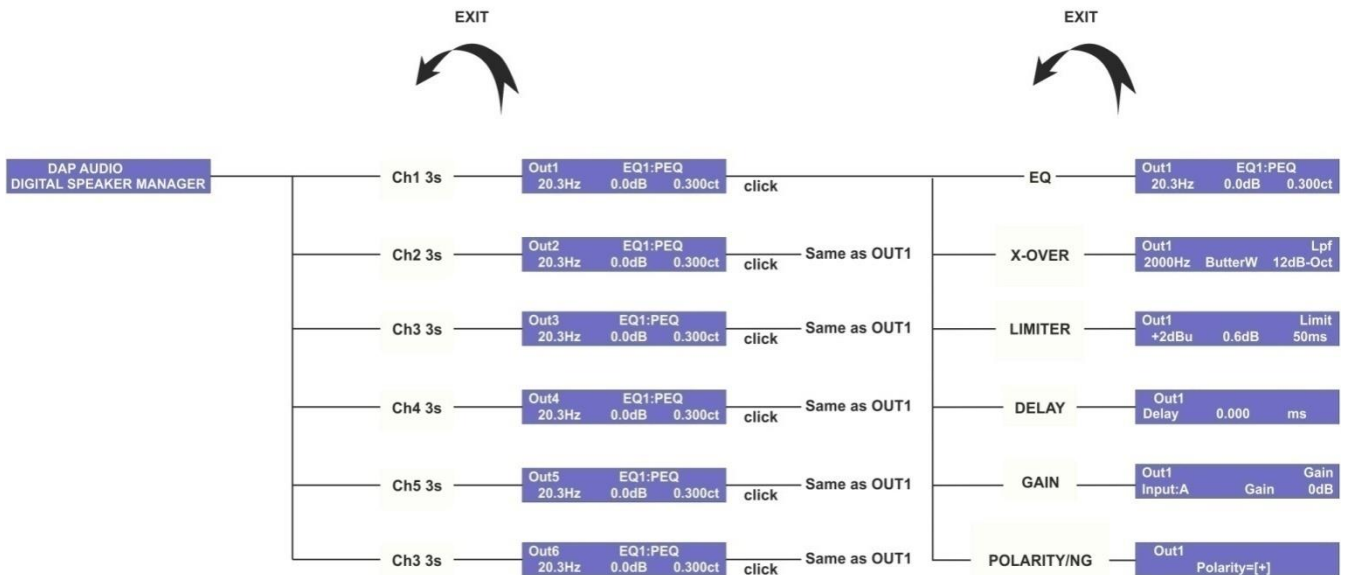 EXIT EXIT
DAP AUDIO
DIGITAL SPEAKER MANAGER
Ch1 3s
Out1 EQ1:PEQ
20.3Hz 0.0dB 0.300ct
click
EQ
Out1 EQ1:PEQ
20.3Hz 0.0dB 0.300ct
Ch2 3s
Out2 EQ1:PEQ
20.3Hz 0.0dB 0.300ct
click
Same as OUT1
X-OVER
Out1 Lpf
2000Hz ButterW 12dB-Oct
Ch3 3s
Out3 EQ1:PEQ
20.3Hz 0.0dB 0.300ct
click
Same as OUT1
LIMITER
Out1 Limit
+2dBu 0.6dB 50ms
Ch4 3s
Out4 EQ1:PEQ
20.3Hz 0.0dB 0.300ct
click
Same as OUT1
DELAY
Out1
Delay 0.000 ms
Ch5 3s
Out5 EQ1:PEQ
20.3Hz 0.0dB 0.300ct
click
Same as OUT1
GAIN
Out1 Gain
Input:A Gain 0dB
Ch3 3s
Out6 EQ1:PEQ
20.3Hz 0.0dB 0.300ct
click
Same as OUT1
POLARITY/NG
Out1
Polarity=[+]